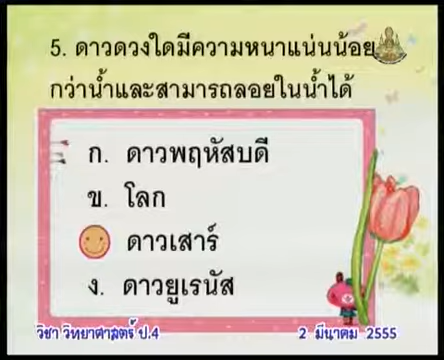 5. ดาวดวงใดมีความหนาแน่นน้อย
กว่าน้ำและสามารถลอยในน้ำได้
ก. ดาวพฤหัสบดี
ข. โลก
ดาวเสาร์
ง. ดาวยูเรนัส
วิชา วิทยาศาสตร์ ป.4
2 มีนาคม 2555